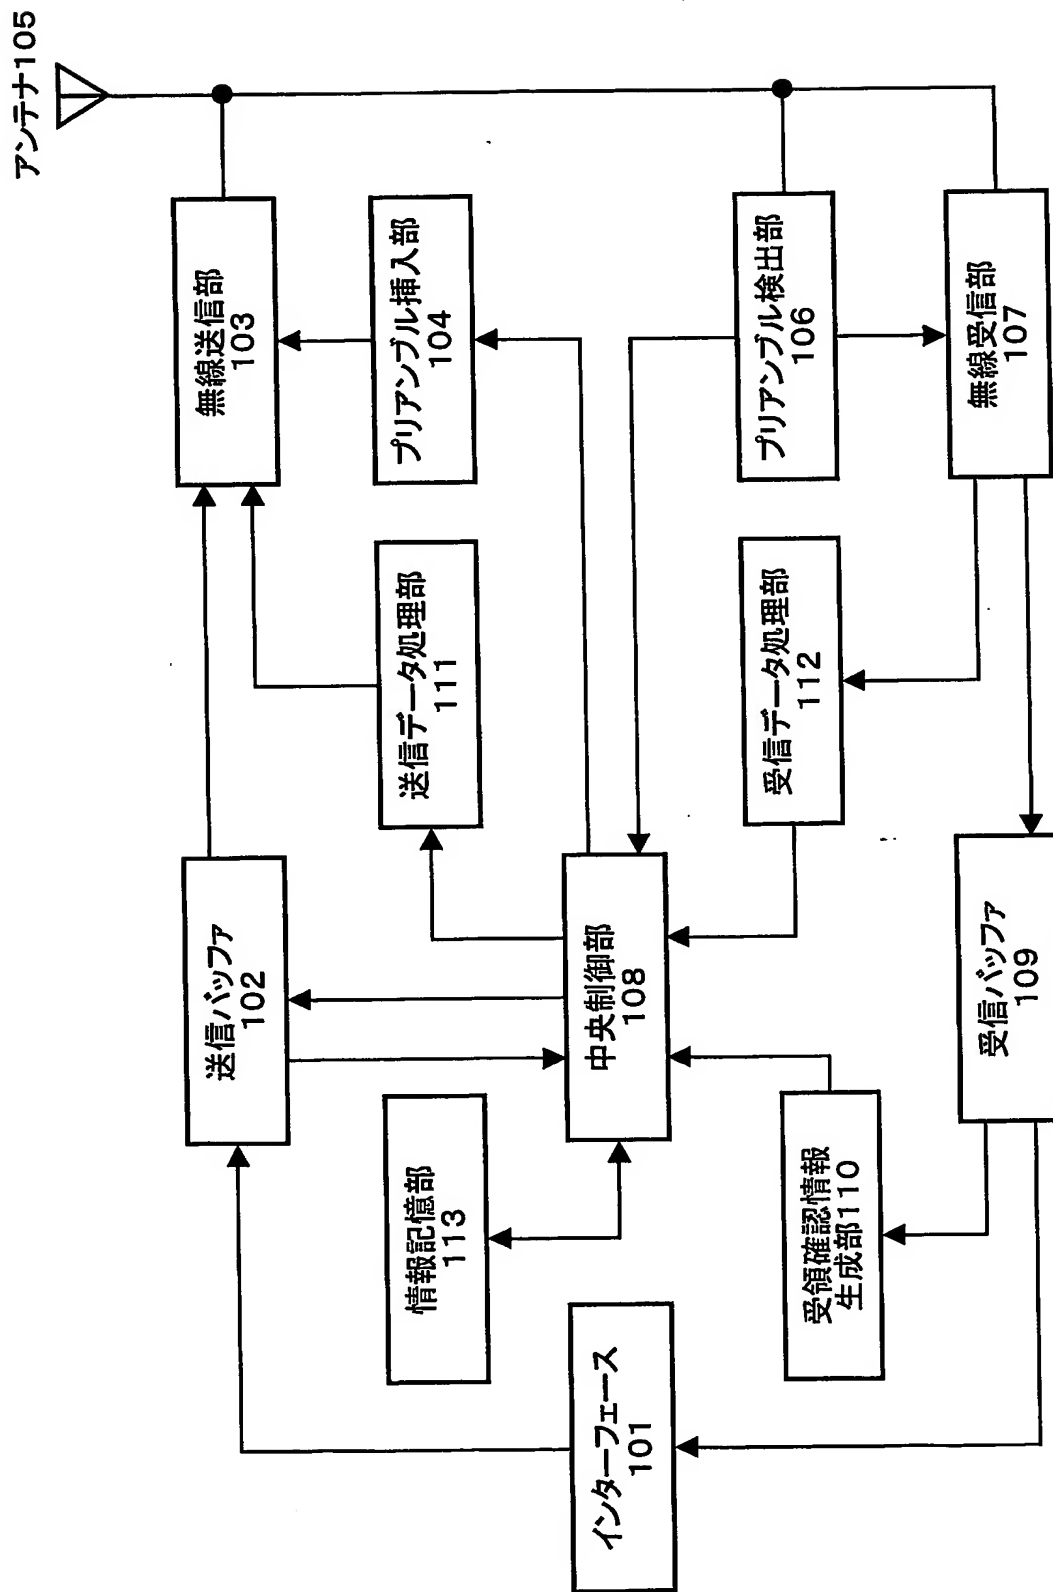 アンテナ105
無線送信部
103
プリアンブル挿入部
104
プリアンブル検出部
106
無線受信部
107
送信データ処理部
111
受信データ処理部
112
送信バッファ
102
中央制御部
108
受信バッファ
109
情報記憶部
113
受領確認情報
生成部110
インターフェース
101